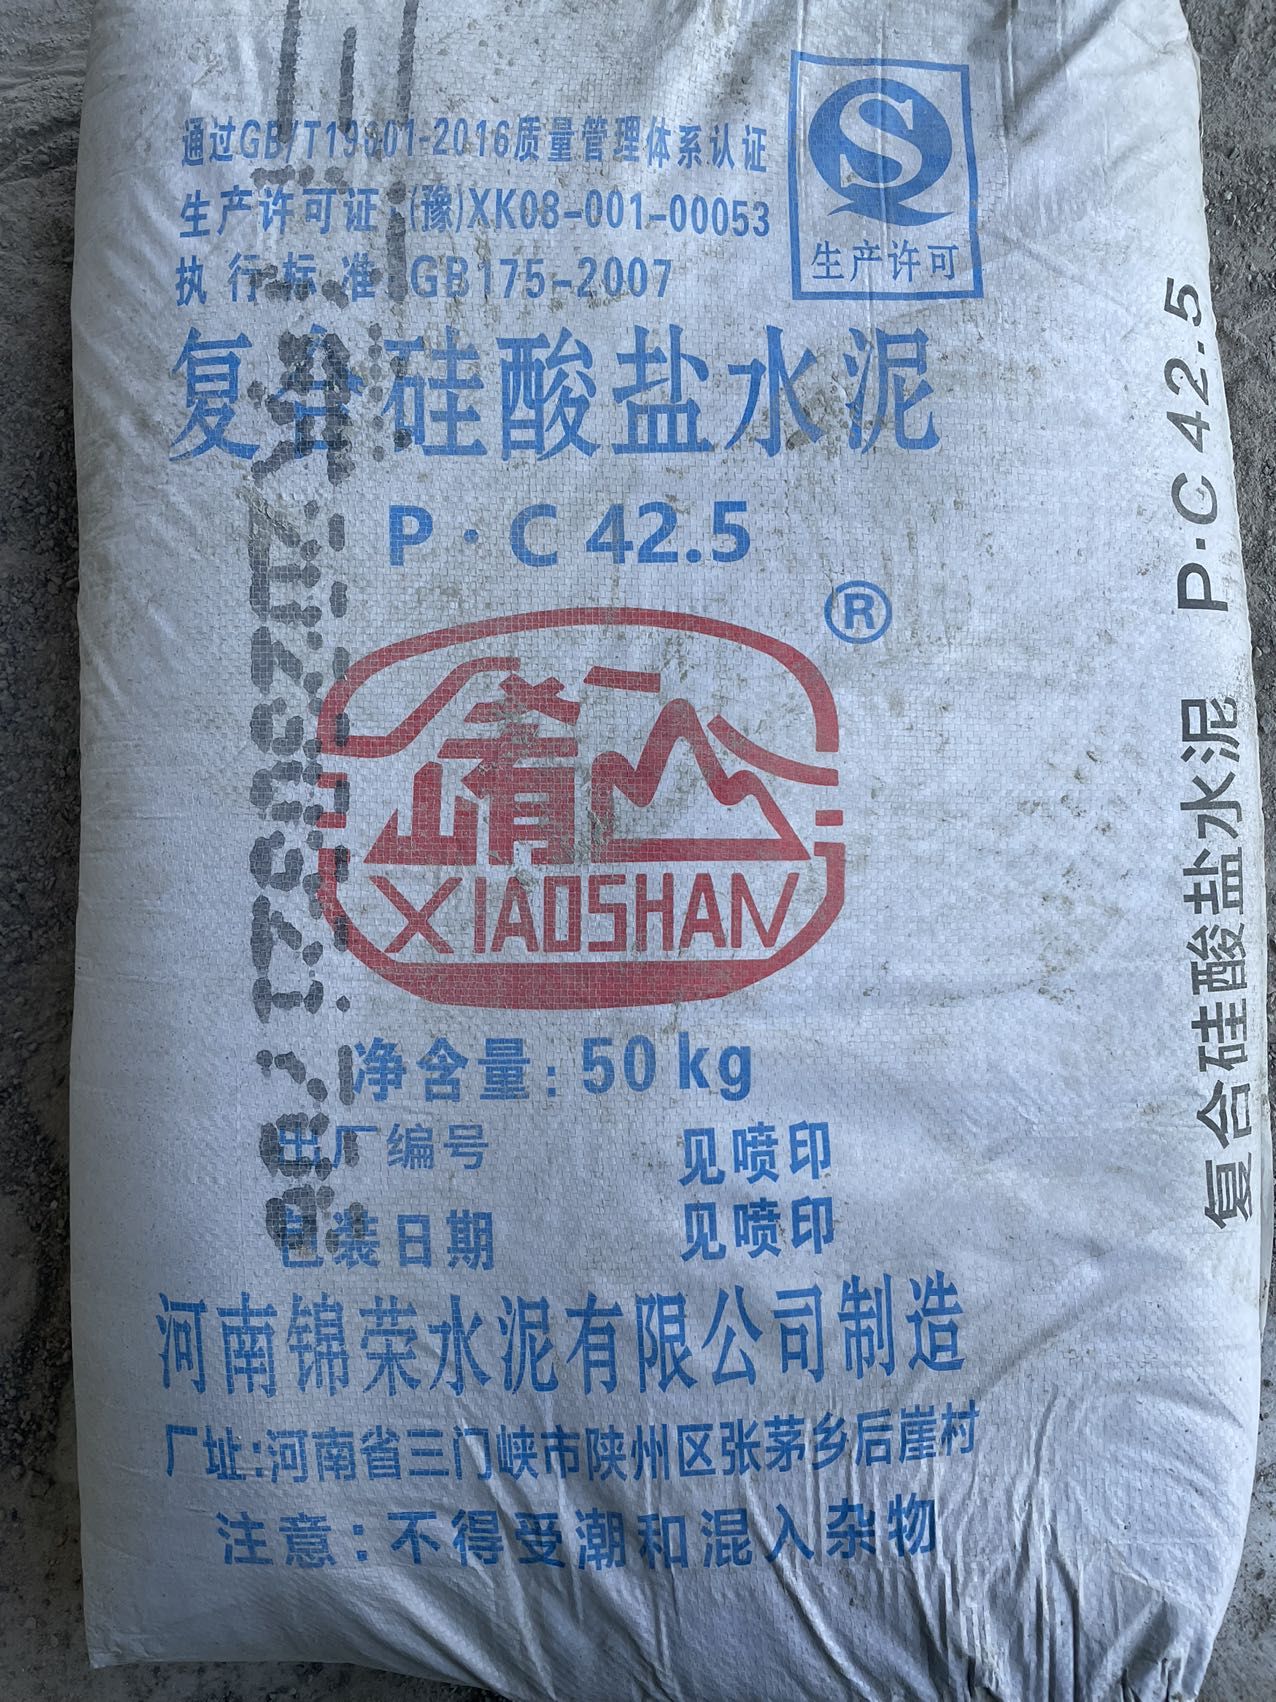 通过GB/T19001-2016质量管理体系认证
生产许可证:(豫)XK08-001-00053
执行标准:GB175-2007
S
生产许可
复合硅酸盐水泥
P·C 42.5
®
崤山
XIAOSHAN
净含量:50kg
出厂编号 见喷印
包装日期 见喷印
河南锦荣水泥有限公司制造
厂址:河南省三门峡市陕州区张茅乡后崖村
注意:不得受潮和混入杂物
复合硅酸盐水泥 P·C 42.5